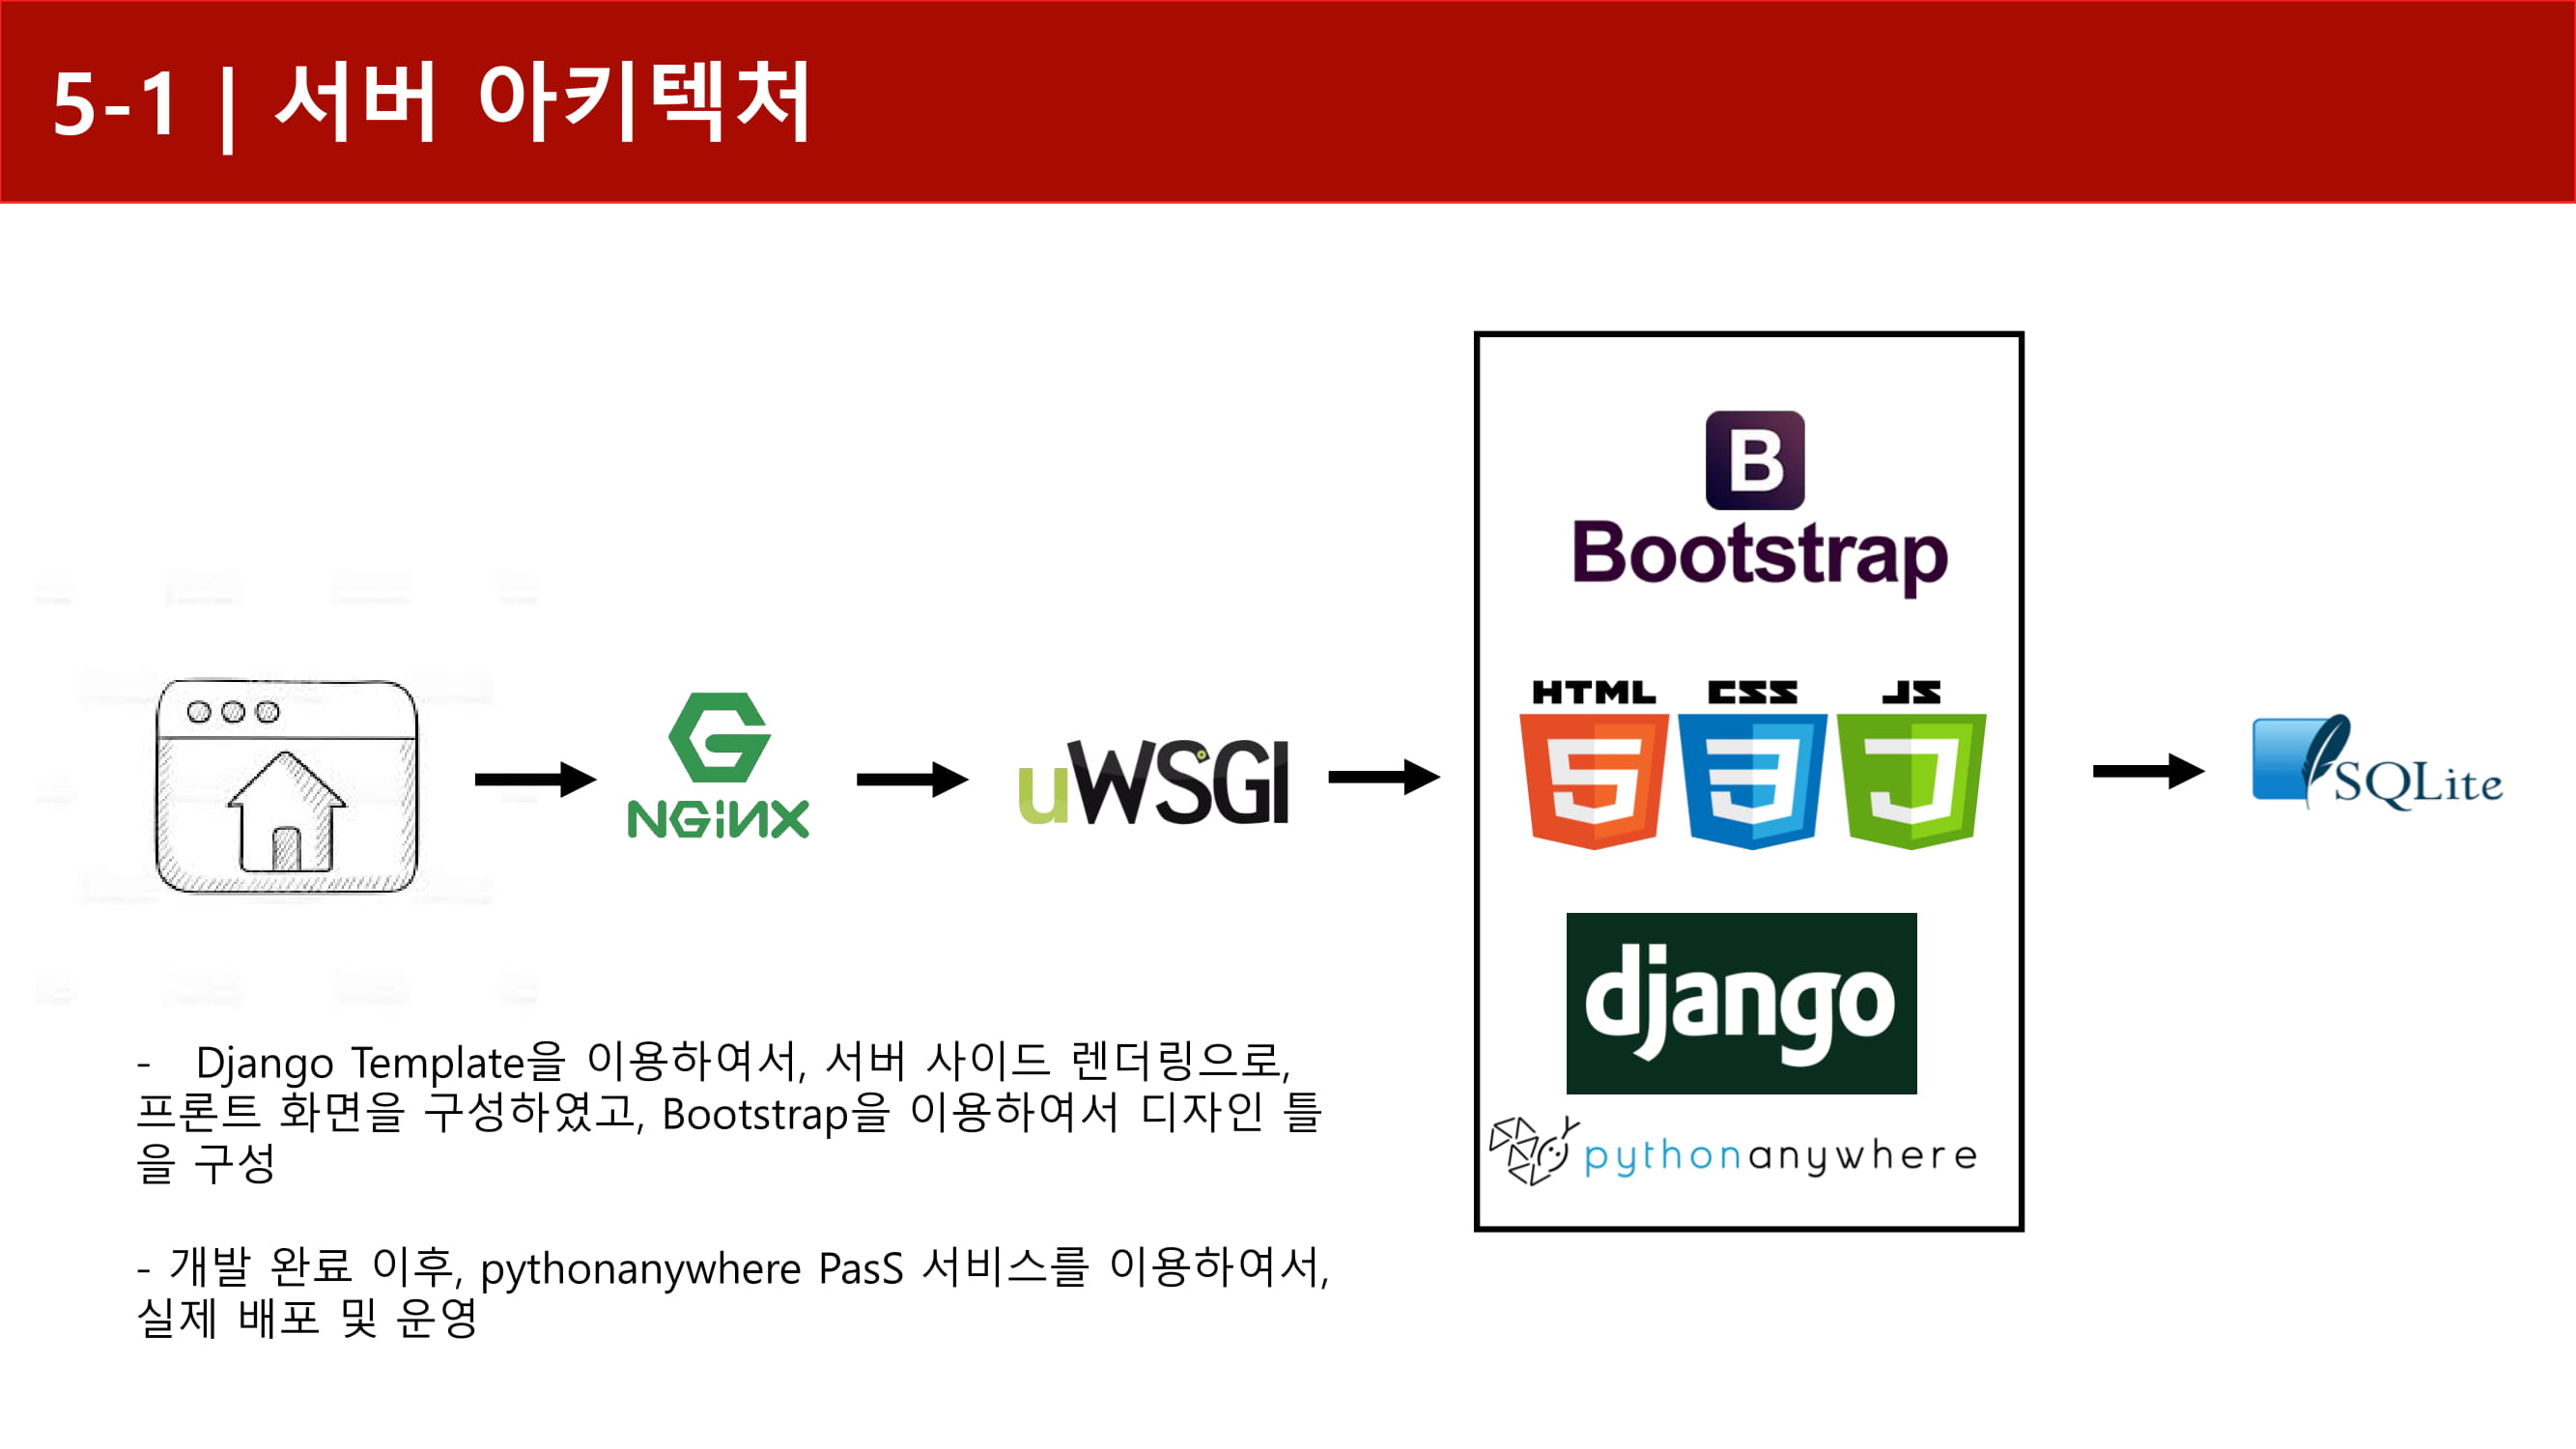 5-1 | 서버 아키텍처
B
Bootstrap
HTML CSS JS
NGiNX
uWSGI
SQLite
django
pythonanywhere
- Django Template을 이용하여서, 서버 사이드 렌더링으로,
프론트 화면을 구성하였고, Bootstrap을 이용하여서 디자인 틀
을 구성
- 개발 완료 이후, pythonanywhere PasS 서비스를 이용하여서,
실제 배포 및 운영